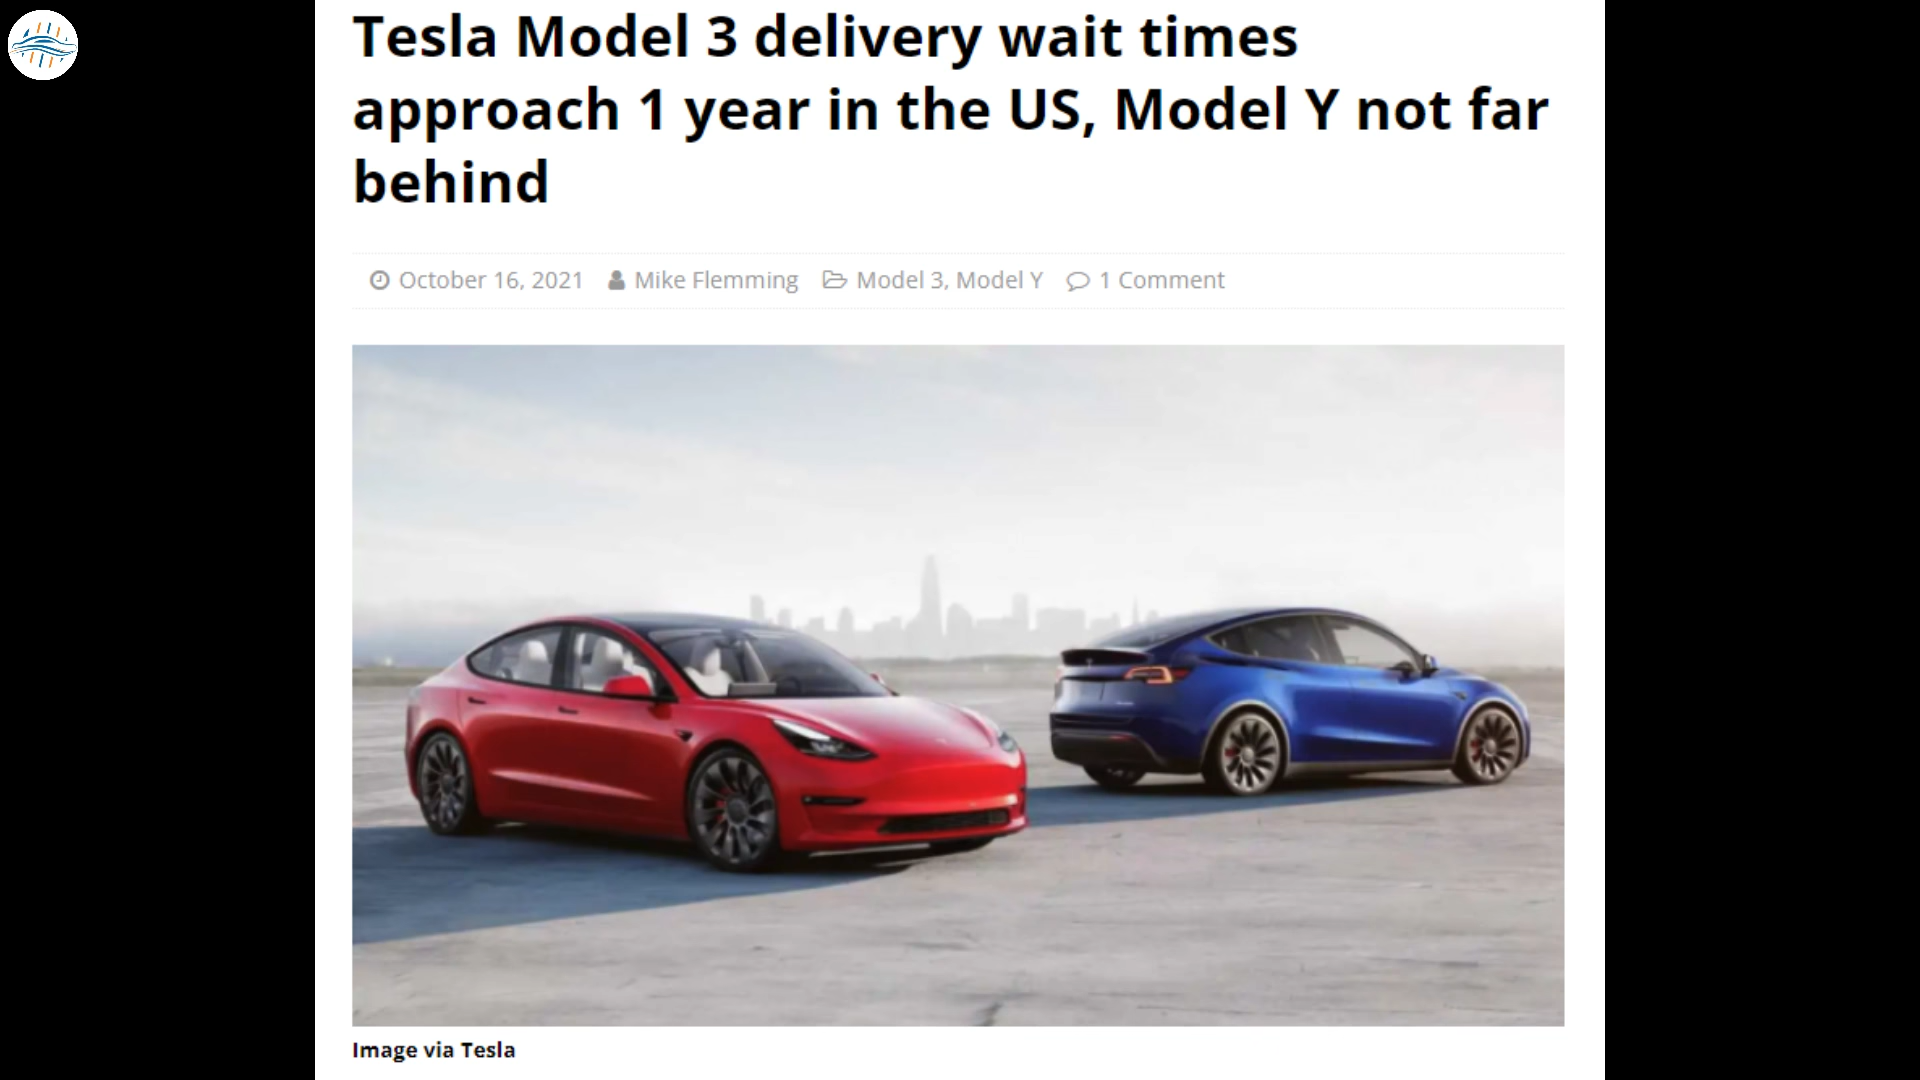 Tesla Model 3 delivery wait times
approach 1 year in the US, Model Y not far
behind
October 16, 2021 Mike Flemming Model 3, Model Y 1 Comment
Image via Tesla